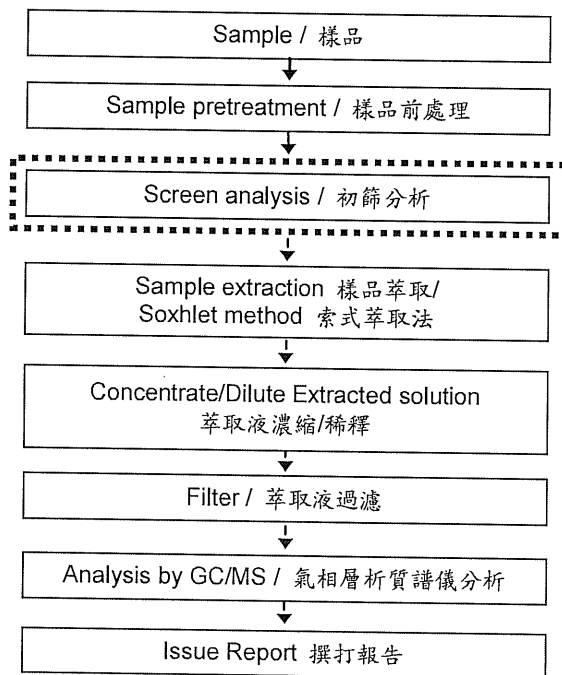 Sample / 樣品
Sample pretreatment / 樣品前處理
Screen analysis / 初篩分析
Sample extraction 樣品萃取/
Soxhlet method 索式萃取法
Concentrate/Dilute Extracted solution
萃取液濃縮/稀釋
Filter / 萃取液過濾
Analysis by GC/MS / 氣相層析質譜儀分析
Issue Report 撰打報告